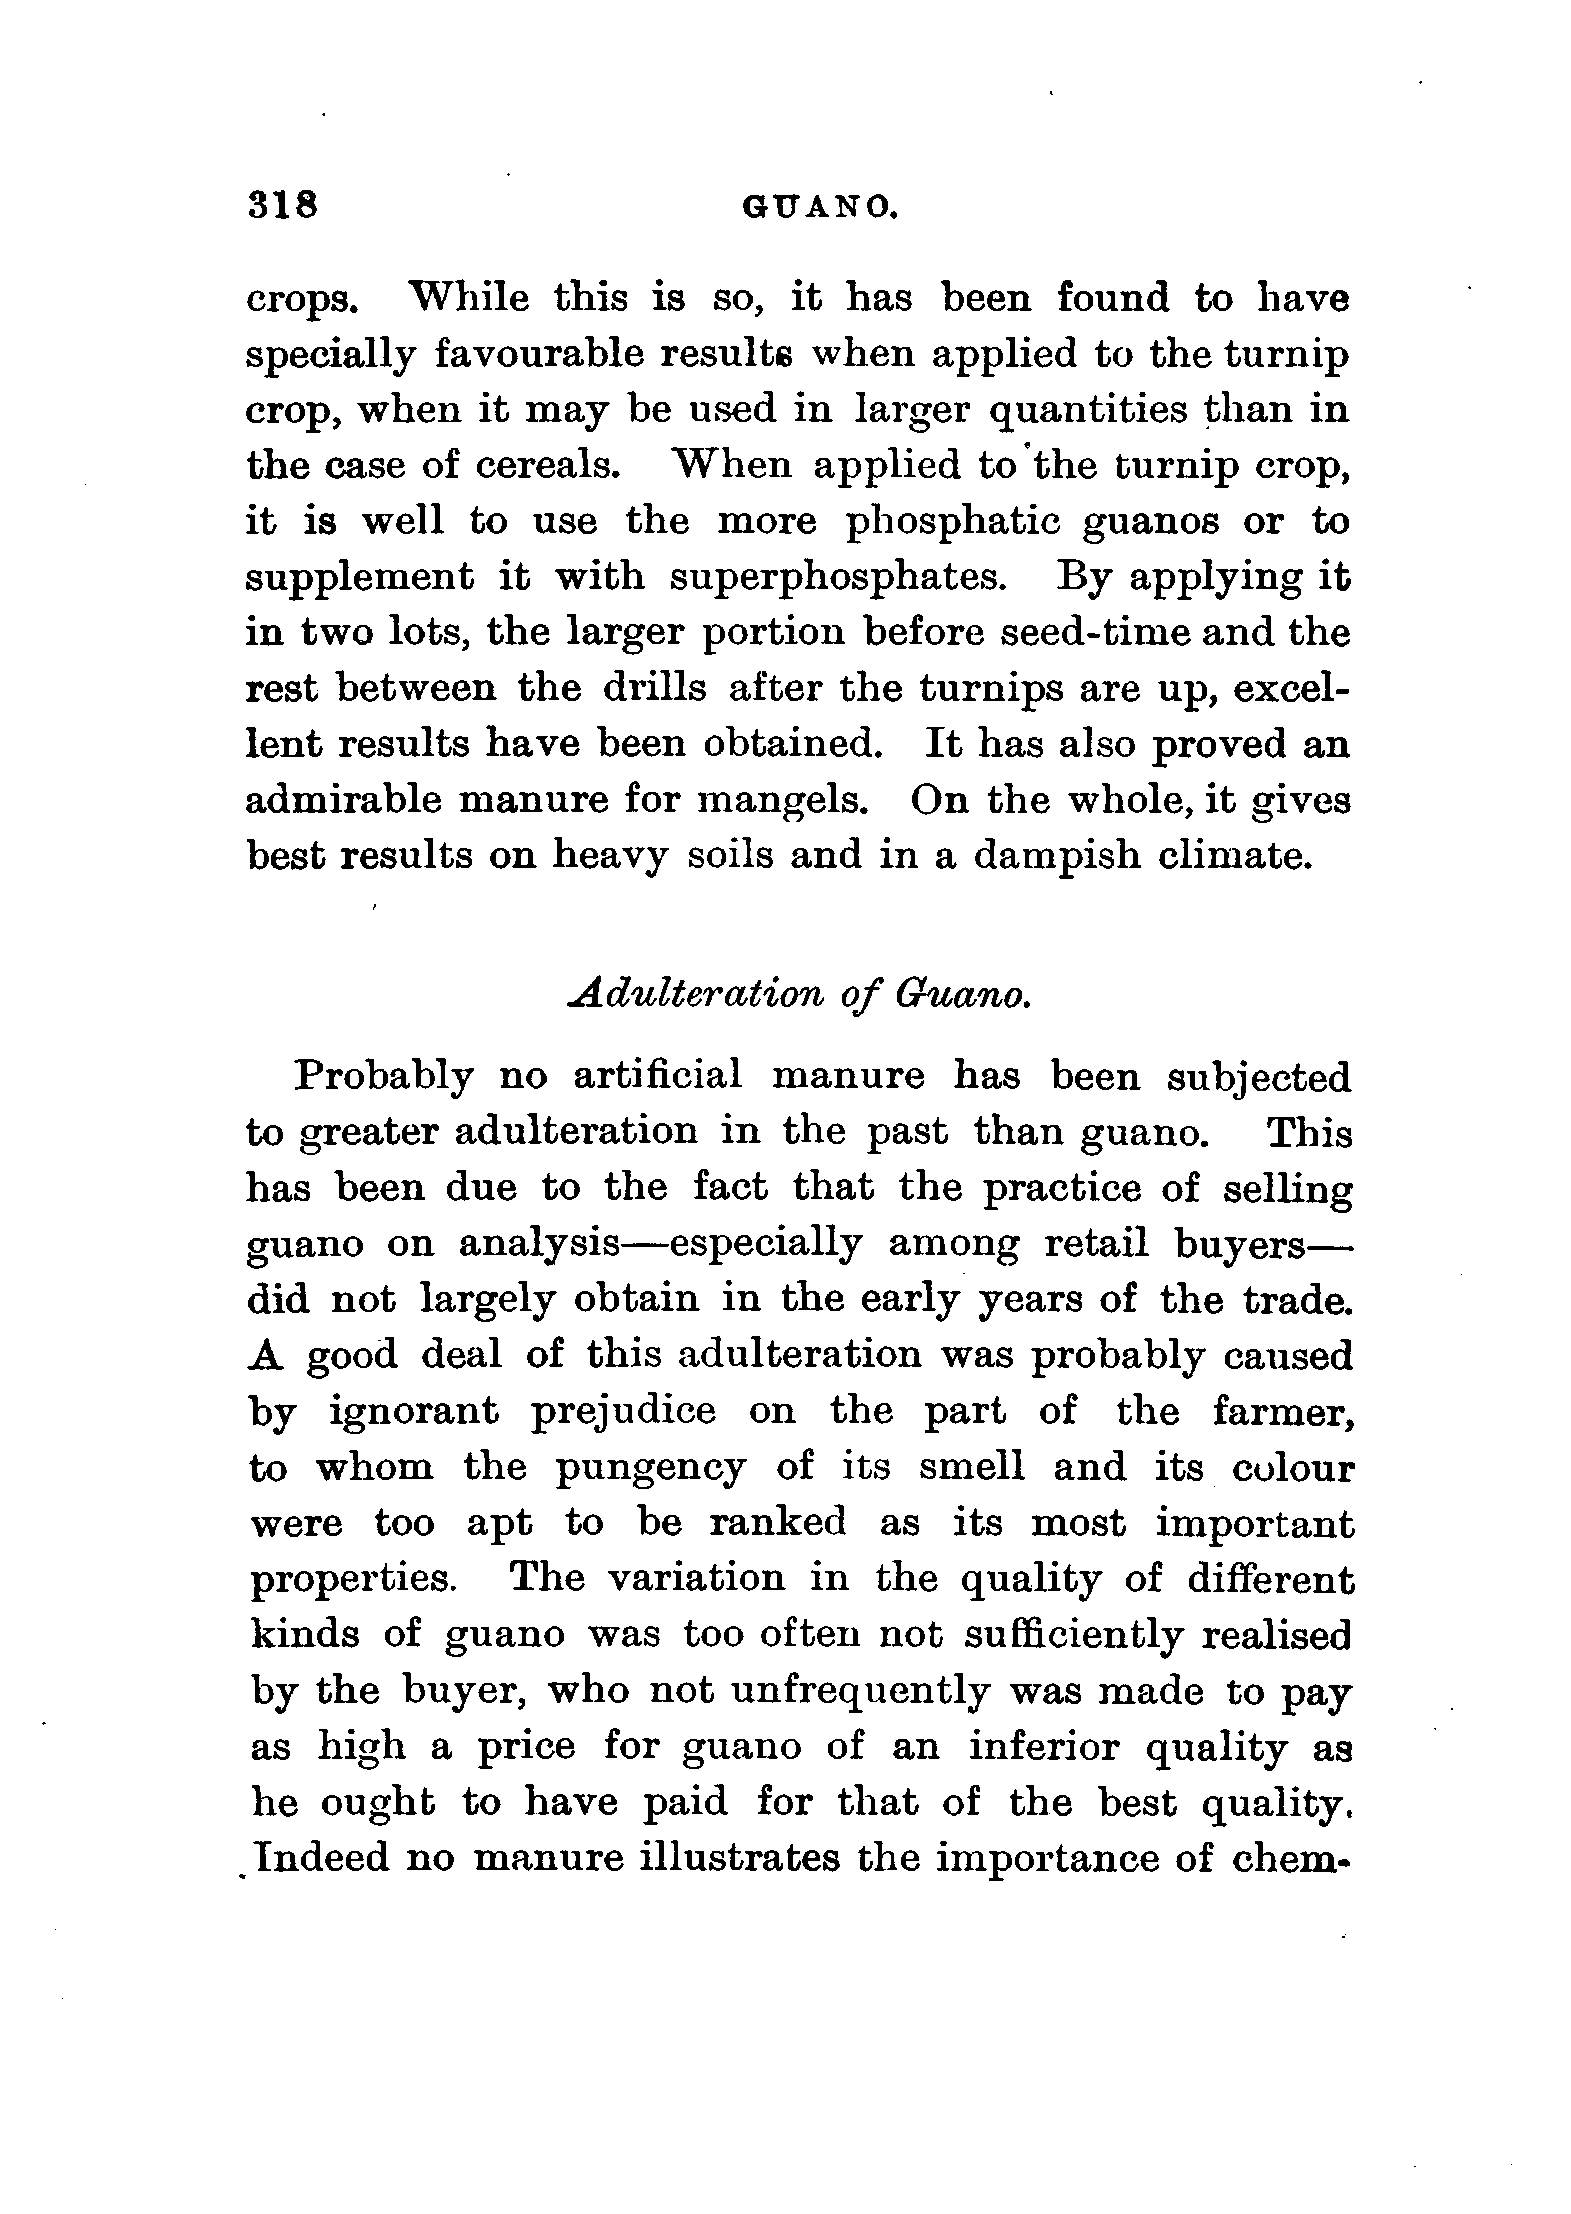 318 GUANO.
crops. While this is so, it has been found to have
specially favourable results when applied to the turnip
crop, when it may be used in larger quantities than in
the case of cereals. When applied to the turnip crop,
it is well to use the more phosphatic guanos or to
supplement it with superphosphates. By applying it
in two lots, the larger portion before seed-time and the
rest between the drills after the turnips are up, excel-
lent results have been obtained. It has also proved an
admirable manure for mangels. On the whole, it gives
best results on heavy soils and in a dampish climate.
Adulteration of Guano.
Probably no artificial manure has been subjected
to greater adulteration in the past than guano. This
has been due to the fact that the practice of selling
guano on analysis—especially among retail buyers—
did not largely obtain in the early years of the trade.
A good deal of this adulteration was probably caused
by ignorant prejudice on the part of the farmer,
to whom the pungency of its smell and its colour
were too apt to be ranked as its most important
properties. The variation in the quality of different
kinds of guano was too often not sufficiently realised
by the buyer, who not unfrequently was made to pay
as high a price for guano of an inferior quality as
he ought to have paid for that of the best quality.
Indeed no manure illustrates the importance of chem-